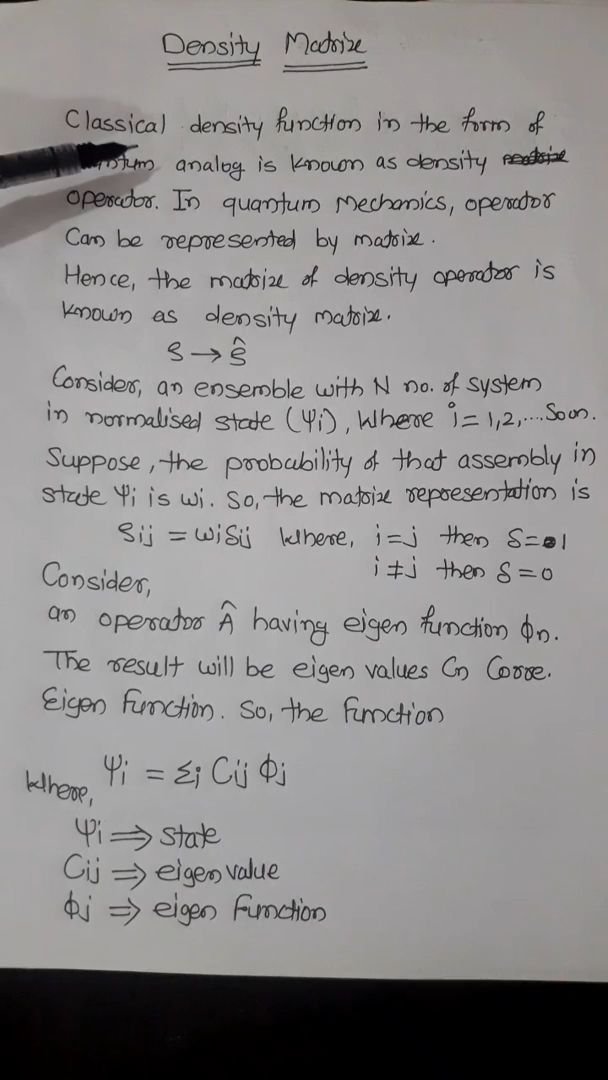 Density Matrix
Classical density function in the form of
quantum analog is known as density
operator. In quantum Mechanics, operator
Can be represented by matrix.
Hence, the matrix of density operator is
known as density matrix.
ρ → ρ̂
Consider, an ensemble with N no. of system
in normalised state (Ψi), Where i = 1,2,....Soon.
Suppose, the probability of that assembly in
state Ψi is wi. So, the matrix representation is
ρij = wiδij Where, i=j then δ=1
i≠j then δ=0
Consider,
an operator Â having eigen function ϕn.
The result will be eigen values Cn Corre.
Eigen Function. So, the function
Ψi = Σj Cij ϕj
Where,
Ψi ⇒ state
Cij ⇒ eigen value
ϕj ⇒ eigen Function